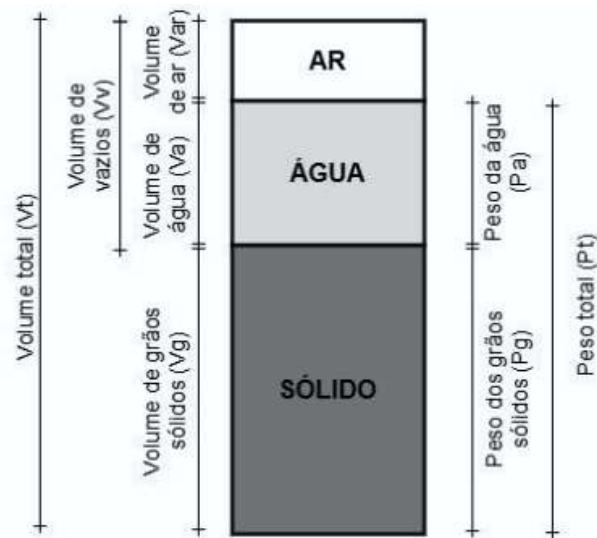 Volume total (Vt)
Volume de
vazios (Vv)
Volume
de ar (Var)
Volume de
água (Va)
Volume de grãos
sólidos (Vg)
AR
ÁGUA
SÓLIDO
Peso da água
(Pa)
Peso dos grãos
sólidos (Pg)
Peso total (Pt)